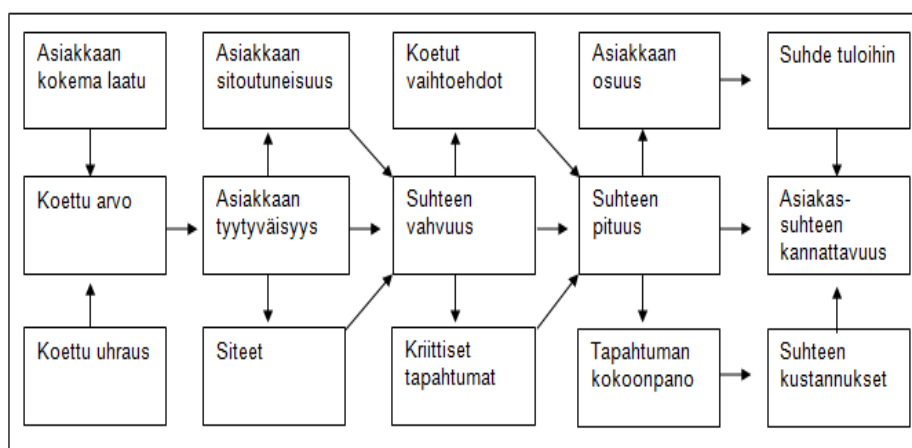 Asiakkaan
kokema laatu
Asiakkaan
sitoutuneisuus
Koetut
vaihtoehdot
Asiakkaan
osuus
Suhde tuloihin
Koettu arvo
Asiakkaan
tyytyväisyys
Suhteen
vahvuus
Suhteen
pituus
Asiakas-
suhteen
kannattavuus
Koettu uhraus
Siteet
Kriittiset
tapahtumat
Tapahtuman
kokoonpano
Suhteen
kustannukset